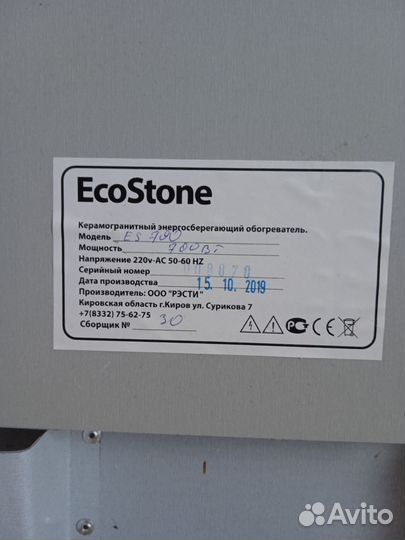 EcoStone
Керамогранитный энергосберегающий обогреватель.
Модель ES 700
Мощность 700Вт
Напряжение 220v-AC 50-60 HZ
Серийный номер
Дата производства 15. 10. 2019
Производитель: ООО "РЭСТИ"
Кировская область г.Киров ул. Сурикова 7
+7(8332) 75-62-75
Сборщик № 30
Avito